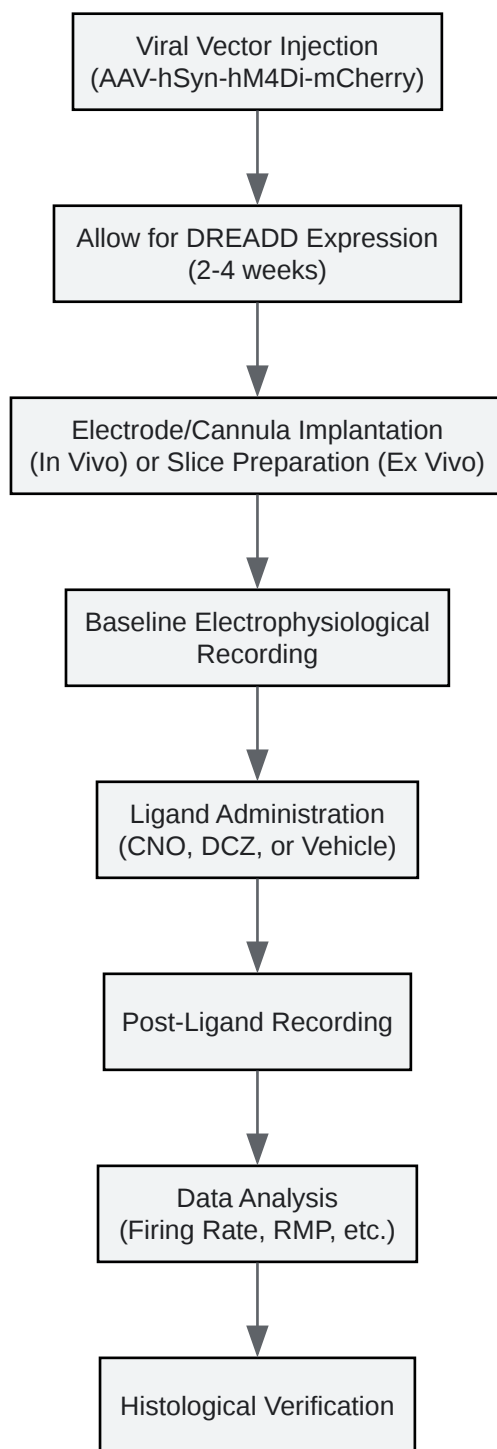 Viral Vector Injection
(AAV-hSyn-hM4Di-mCherry)
Allow for DREADD Expression
(2-4 weeks)
Electrode/Cannula Implantation
(In Vivo) or Slice Preparation (Ex Vivo)
Baseline Electrophysiological
Recording
Ligand Administration
(CNO, DCZ, or Vehicle)
Post-Ligand Recording
Data Analysis
(Firing Rate, RMP, etc.)
Histological Verification